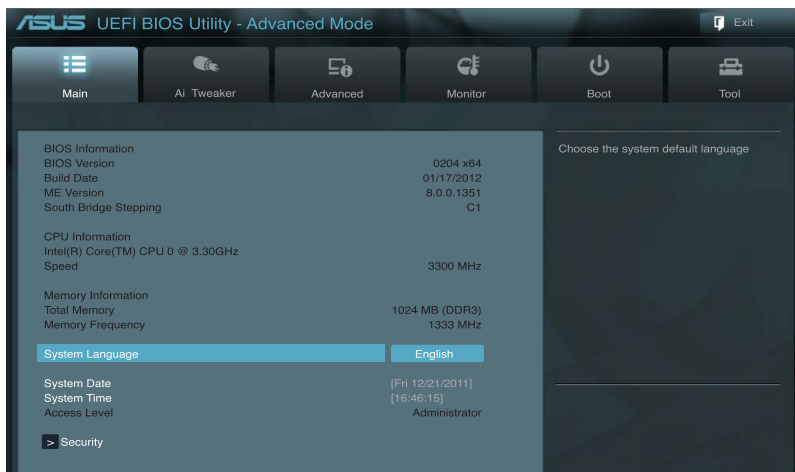 ASUS UEFI BIOS Utility - Advanced Mode Exit
Main Ai Tweaker Advanced Monitor Boot Tool
BIOS Information
BIOS Version 0204 x64
Build Date 01/17/2012
ME Version 8.0.0.1351
South Bridge Stepping C1
CPU Information
Intel(R) Core(TM) CPU 0 @ 3.30GHz
Speed 3300 MHz
Memory Information
Total Memory 1024 MB (DDR3)
Memory Frequency 1333 MHz
System Language English
System Date [Fri 12/21/2011]
System Time [16:46:15]
Access Level Administrator
> Security
Choose the system default language